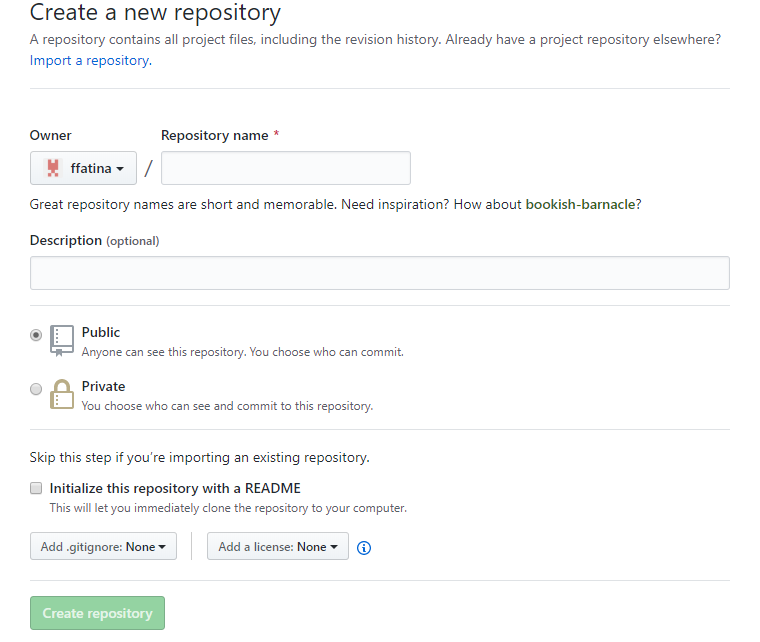 Create a new repository
A repository contains all project files, including the revision history. Already have a project repository elsewhere?
Import a repository.
Owner
Repository name *
ffatina
/
Great repository names are short and memorable. Need inspiration? How about bookish-barnacle?
Description (optional)
Public
Anyone can see this repository. You choose who can commit.
Private
You choose who can see and commit to this repository.
Skip this step if you’re importing an existing repository.
Initialize this repository with a README
This will let you immediately clone the repository to your computer.
Add .gitignore: None
Add a license: None
Create repository